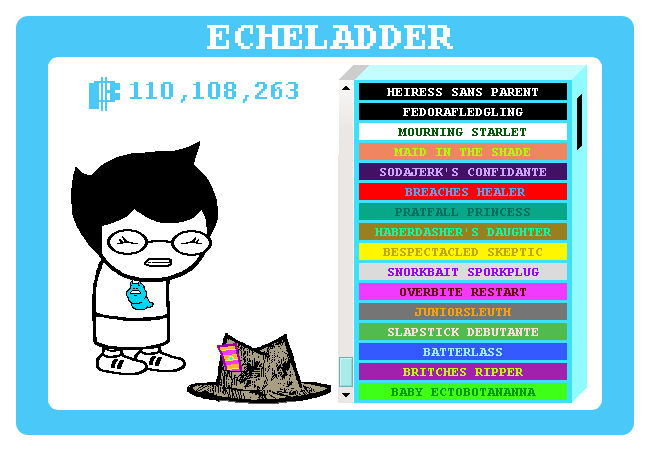 ECHELADDER
110,108,263
HEIRESS SANS PARENT
FEDORAFLEDGLING
MOURNING STARLET
MAID IN THE SHADE
SODAJERK'S CONFIDANTE
BREACHES HEALER
PRATFALL PRINCESS
HABERDASHER'S DAUGHTER
BESPECTACLED SKEPTIC
SNORKBAIT SPORKPLUG
OVERBITE RESTART
JUNIORSLEUTH
SLAPSTICK DEBUTANTE
BATTERLASS
BRITCHES RIPPER
BABY ECTOBOTANANNA